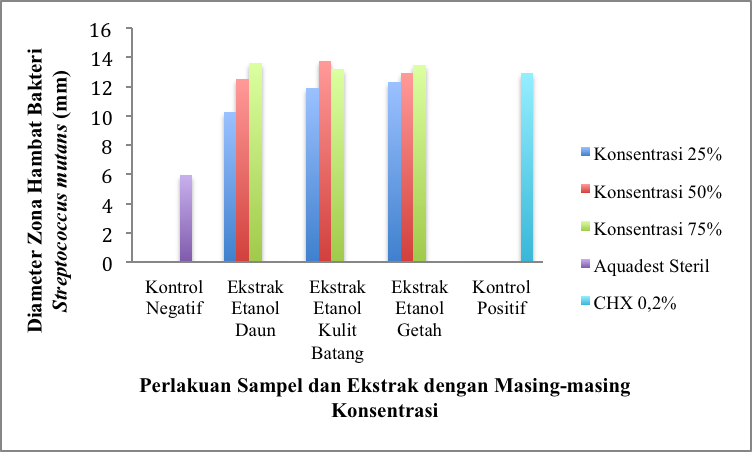 Diameter Zona Hambat Bakteri
Streptococcus mutans (mm)
16
14
12
10
8
6
4
2
0
Kontrol
Negatif
Ekstrak
Etanol
Daun
Ekstrak
Etanol
Kulit
Batang
Ekstrak
Etanol
Getah
Kontrol
Positif
Perlakuan Sampel dan Ekstrak dengan Masing-masing
Konsentrasi
Konsentrasi 25%
Konsentrasi 50%
Konsentrasi 75%
Aquadest Steril
CHX 0,2%